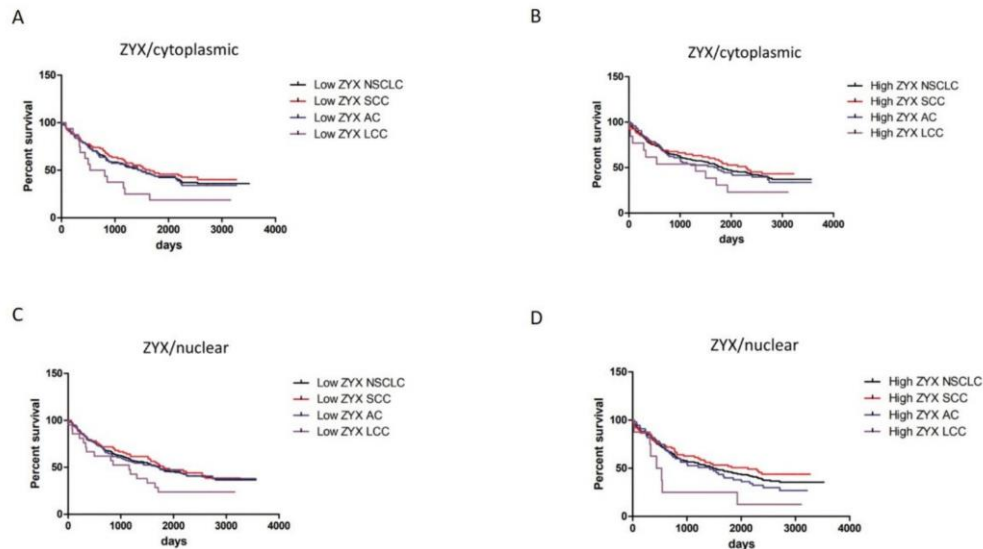 A
ZYX/cytoplasmic
150
100
50
0
0 1000 2000 3000 4000
Percent survival
days
Low ZYX NSCLC
Low ZYX SCC
Low ZYX AC
Low ZYX LCC
B
ZYX/cytoplasmic
150
100
50
0
0 1000 2000 3000 4000
Percent survival
days
High ZYX NSCLC
High ZYX SCC
High ZYX AC
High ZYX LCC
C
ZYX/nuclear
150
100
50
0
0 1000 2000 3000 4000
Percent survival
days
Low ZYX NSCLC
Low ZYX SCC
Low ZYX AC
Low ZYX LCC
D
ZYX/nuclear
150
100
50
0
0 1000 2000 3000 4000
Percent survival
days
High ZYX NSCLC
High ZYX SCC
High ZYX AC
High ZYX LCC